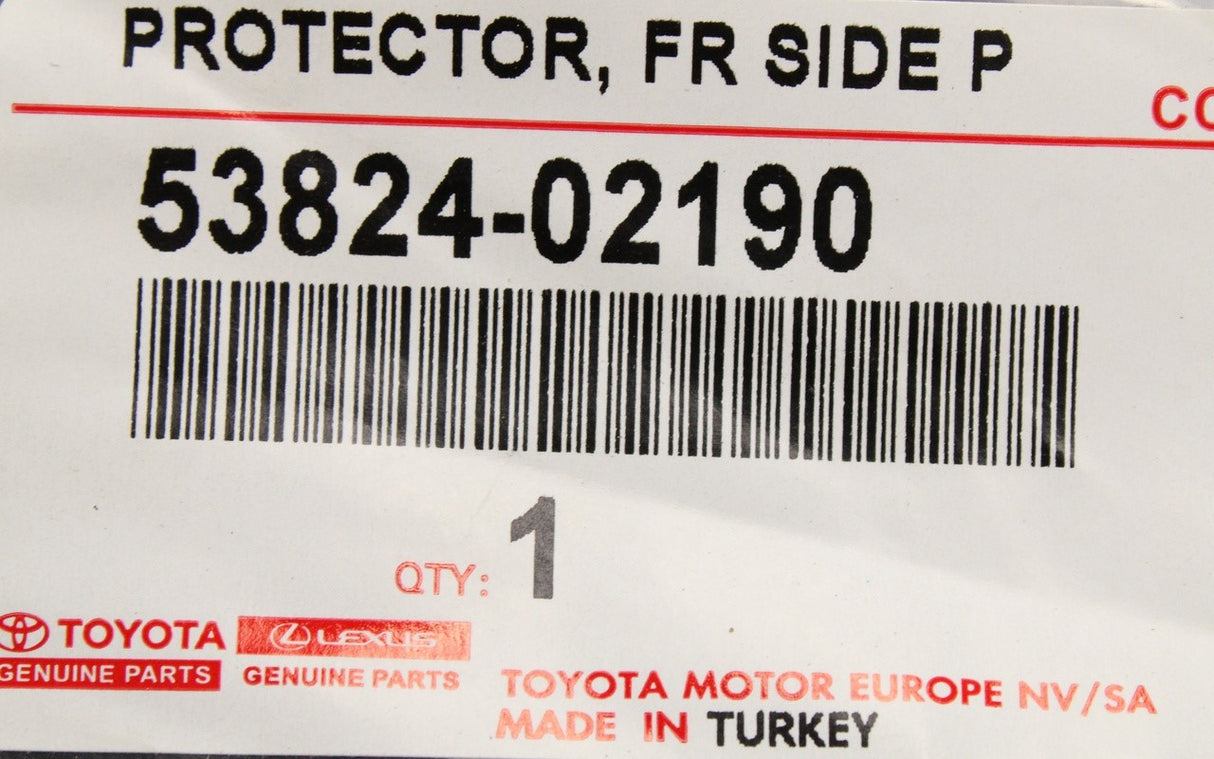 PROTECTOR, FR SIDE P
53824-02190
QTY: 1
TOYOTA
GENUINE PARTS
LEXUS
GENUINE PARTS
TOYOTA MOTOR EUROPE NV/SA
MADE IN TURKEY